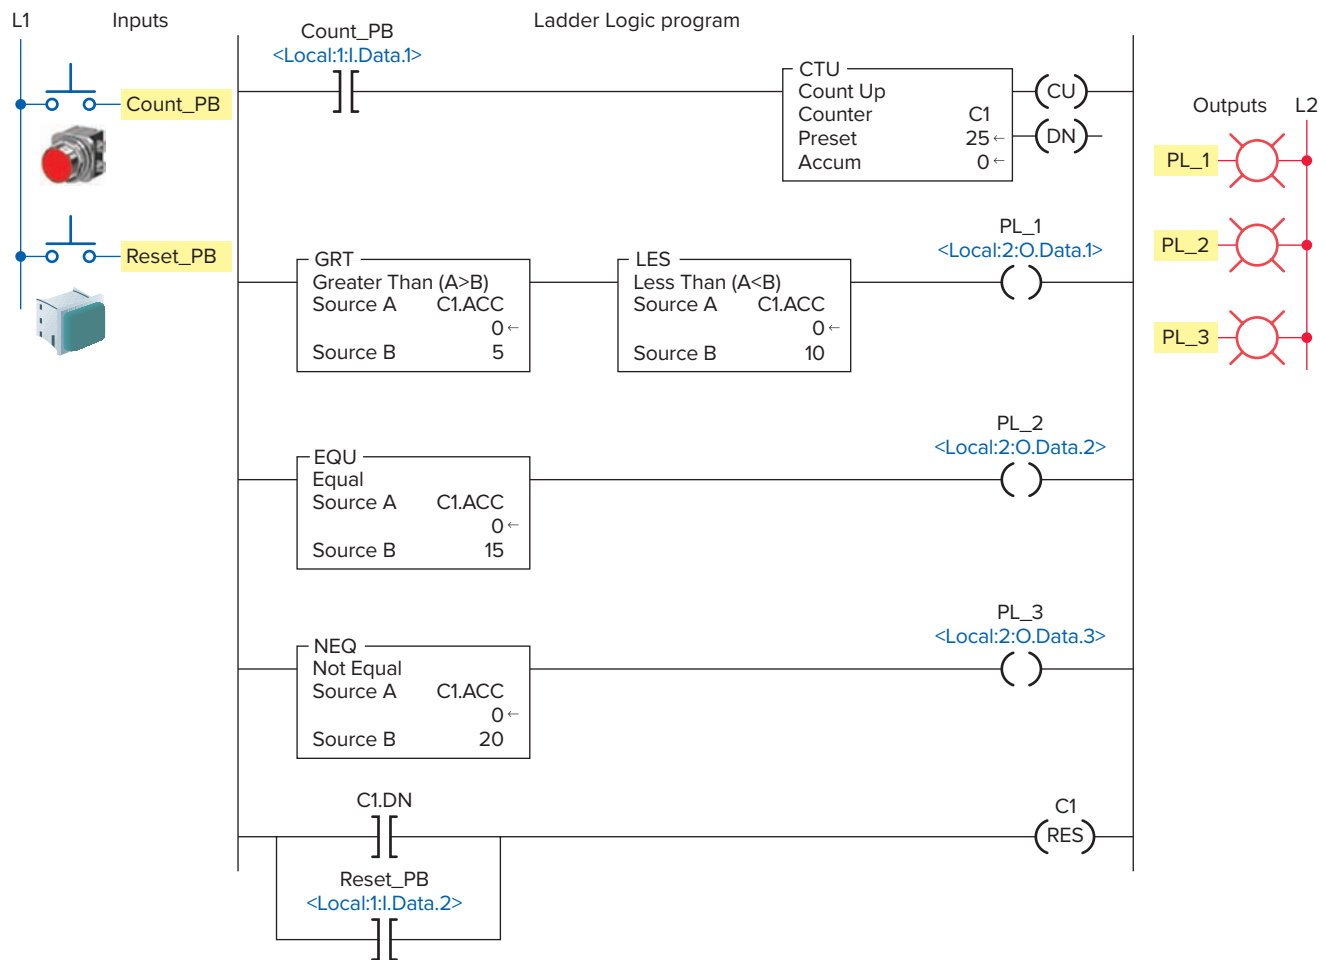 L1
Inputs
Ladder Logic program
Count_PB
<Local:1:I.Data.1>
Count_PB
CTU
Count Up
Counter C1
Preset 25←
Accum 0←
CU
DN
Outputs L2
PL_1
Reset_PB
GRT
Greater Than (A>B)
Source A C1.ACC
0←
Source B 5
LES
Less Than (A<B)
Source A C1.ACC
0←
Source B 10
PL_1
<Local:2:O.Data.1>
PL_2
PL_3
EQU
Equal
Source A C1.ACC
0←
Source B 15
PL_2
<Local:2:O.Data.2>
NEQ
Not Equal
Source A C1.ACC
0←
Source B 20
PL_3
<Local:2:O.Data.3>
C1.DN
C1
RES
Reset_PB
<Local:1:I.Data.2>